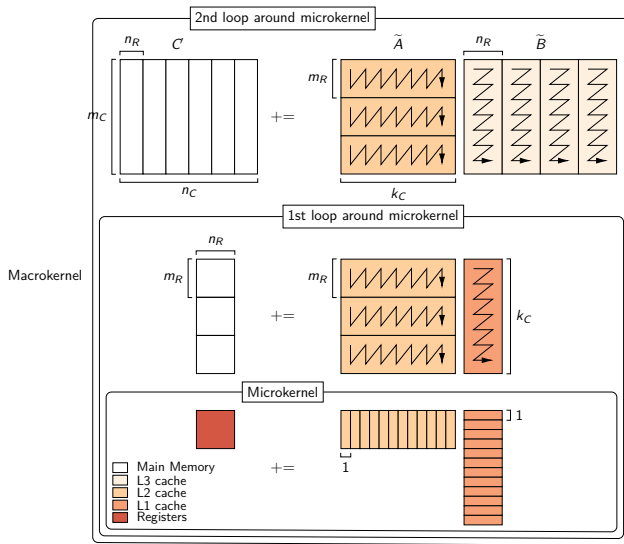 2nd loop around microkernel
n_R C' Ã n_R B̃
m_C m_R
+=
n_C k_C
1st loop around microkernel
n_R
m_R m_R
Macrokernel
+= k_C
Microkernel
1
+= 1
Main Memory
L3 cache
L2 cache
L1 cache
Registers